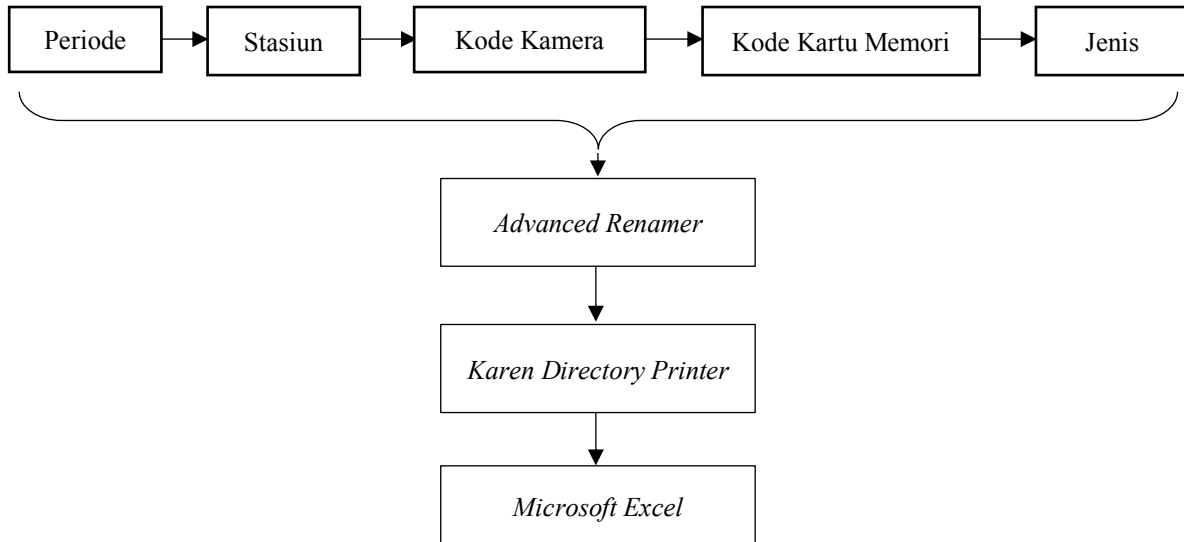 Periode
Stasiun
Kode Kamera
Kode Kartu Memori
Jenis
Advanced Renamer
Karen Directory Printer
Microsoft Excel